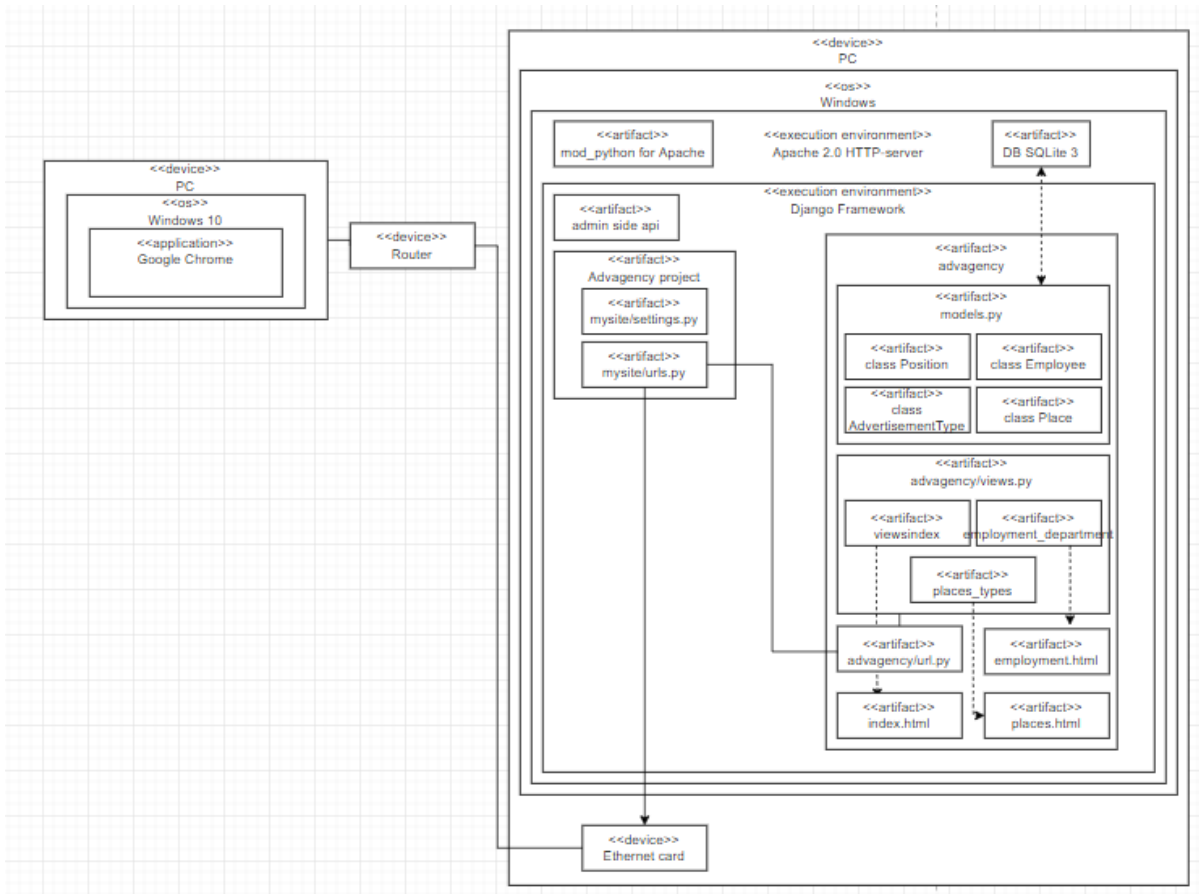 <<device>>
PC
<<os>>
Windows 10
<<application>>
Google Chrome
<<device>>
Router
<<device>>
PC
<<os>>
Windows
<<artifact>>
mod_python for Apache
<<execution environment>>
Apache 2.0 HTTP-server
<<artifact>>
DB SQLite 3
<<execution environment>>
Django Framework
<<artifact>>
admin side api
<<artifact>>
Advagency project
<<artifact>>
mysite/settings.py
<<artifact>>
mysite/urls.py
<<artifact>>
advagency
<<artifact>>
models.py
<<artifact>>
class Position
<<artifact>>
class Employee
<<artifact>>
class
AdvertisementType
<<artifact>>
class Place
<<artifact>>
advagency/views.py
<<artifact>>
viewsindex
<<artifact>>
employment_department
<<artifact>>
places_types
<<artifact>>
advagency/url.py
<<artifact>>
employment.html
<<artifact>>
index.html
<<artifact>>
places.html
<<device>>
Ethernet card